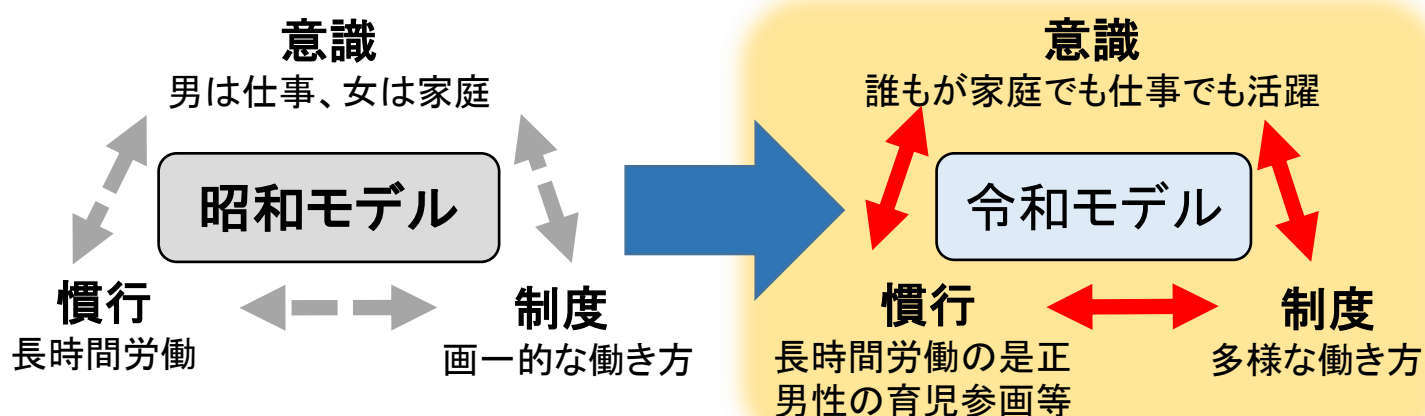 意識
男は仕事、女は家庭
昭和モデル
慣行
長時間労働
制度
画一的な働き方
意識
誰もが家庭でも仕事でも活躍
令和モデル
慣行
長時間労働の是正
男性の育児参画等
制度
多様な働き方